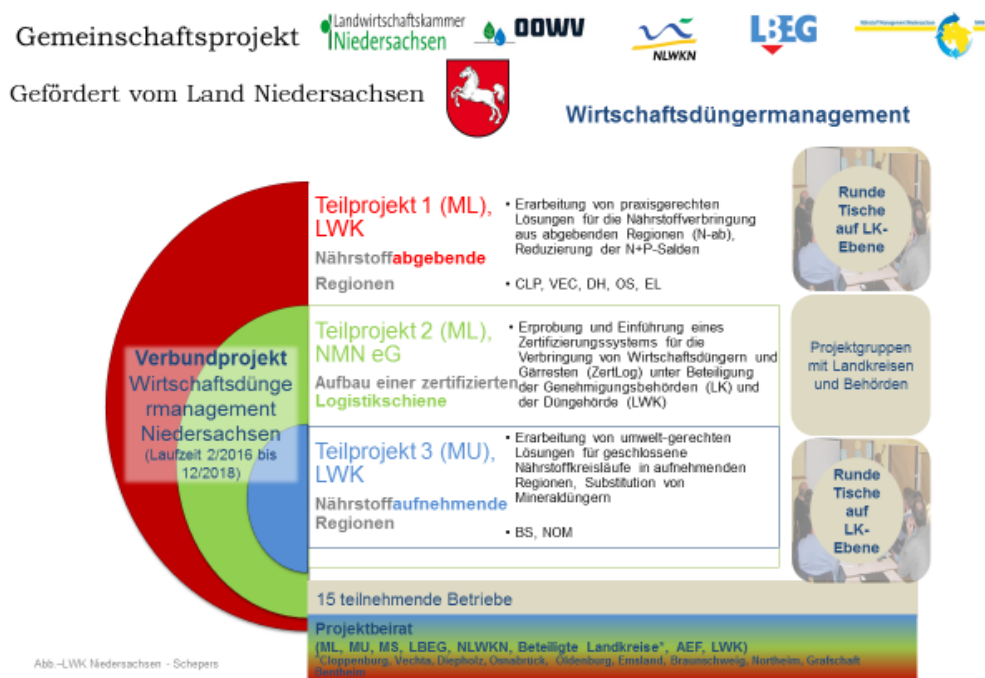 Gemeinschaftsprojekt
Landwirtschaftskammer
Niedersachsen
OOWV
NLWKN
LBEG
Gefördert vom Land Niedersachsen
Wirtschaftsdüngermanagement
Teilprojekt 1 (ML),
LWK
Nährstoffabgebende
Regionen
• Erarbeitung von praxisgerechten
Lösungen für die Nährstoffverbringung
aus abgebenden Regionen (N-ab),
Reduzierung der N+P-Salden
• CLP, VEC, DH, OS, EL
Runde
Tische
auf LK-
Ebene
Verbundprojekt
Wirtschaftsdünge
rmanagement
Niedersachsen
(Laufzeit 2/2016 bis
12/2018)
Teilprojekt 2 (ML),
NMN eG
Aufbau einer zertifizierten
Logistikschiene
• Erprobung und Einführung eines
Zertifizierungssystems für die
Verbringung von Wirtschaftsdüngern und
Gärresten (ZertLog) unter Beteiligung
der Genehmigungsbehörden (LK) und
der Düngehörde (LWK)
Projektgruppen
mit Landkreisen
und Behörden
Teilprojekt 3 (MU),
LWK
Nährstoffaufnehmende
Regionen
• Erarbeitung von umwelt-gerechten
Lösungen für geschlossene
Nährstoffkreisläufe in aufnehmenden
Regionen, Substitution von
Mineraldüngern
• BS, NOM
Runde
Tische
auf
LK-
Ebene
15 teilnehmende Betriebe
Projektbeirat
(ML, MU, MS, LBEG, NLWKN, Beteiligte Landkreise*, AEF, LWK)
*Cloppenburg, Vechta, Diepholz, Osnabrück, Oldenburg, Emsland, Braunschweig, Northeim, Grafschaft
Bentheim
Abb.-LWK Niedersachsen - Schepers